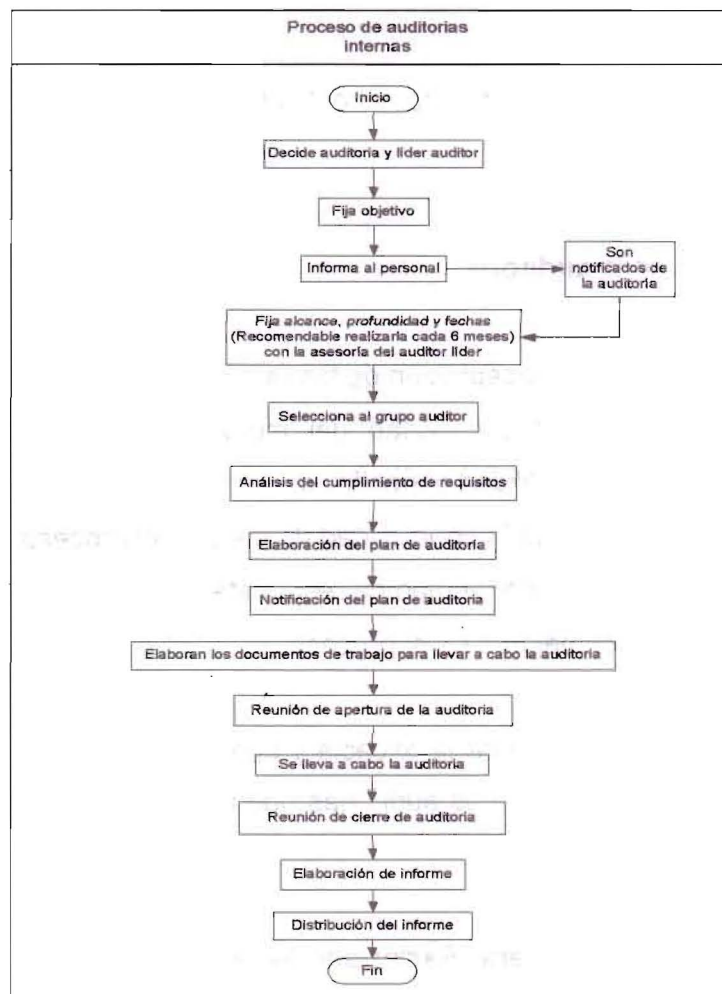 Proceso de auditorias
internas
Inicio
Decide auditoria y lider auditor
Fija objetivo
Informa al personal
Son
notificados de
la auditoria
Fija alcance, profundidad y fechas
(Recomendable realizarla cada 6 meses)
con la asesoría del auditor líder
Selecciona al grupo auditor
Análisis del cumplimiento de requisitos
Elaboración del plan de auditoria
Notificación del plan de auditoria
Elaboran los documentos de trabajo para llevar a cabo la auditoria
Reunión de apertura de la auditoria
Se lleva a cabo la auditoria
Reunión de cierre de auditoria
Elaboración de informe
Distribución del informe
Fin